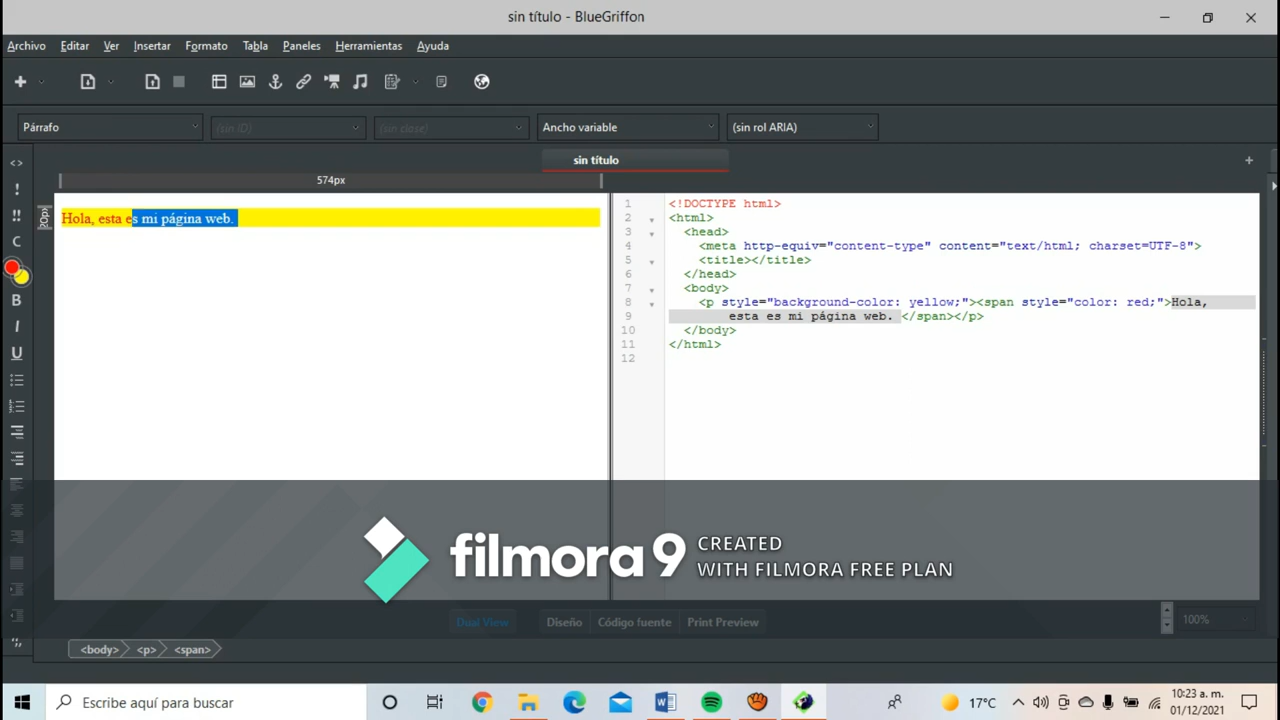 sin título - BlueGriffon
Archivo Editar Ver Insertar Formato Tabla Paneles Herramientas Ayuda
Párrafo (sin ID) (sin clase) Ancho variable (sin rol ARIA)
sin título
574px
20px
Hola, esta es mi página web.
1 <!DOCTYPE html>
2 <html>
3 <head>
4 <meta http-equiv="content-type" content="text/html; charset=UTF-8">
5 <title></title>
6 </head>
7 <body>
8 <p style="background-color: yellow;"><span style="color: red;">Hola,
9 esta es mi página web. </span></p>
10 </body>
11 </html>
12
! 
!!
C
B
I
U
filmora9 CREATED
WITH FILMORA FREE PLAN
Dual View Diseño Código fuente Print Preview 100%
<body> <p> <span>
Escribe aquí para buscar
17°C
10:23 a. m.
01/12/2021